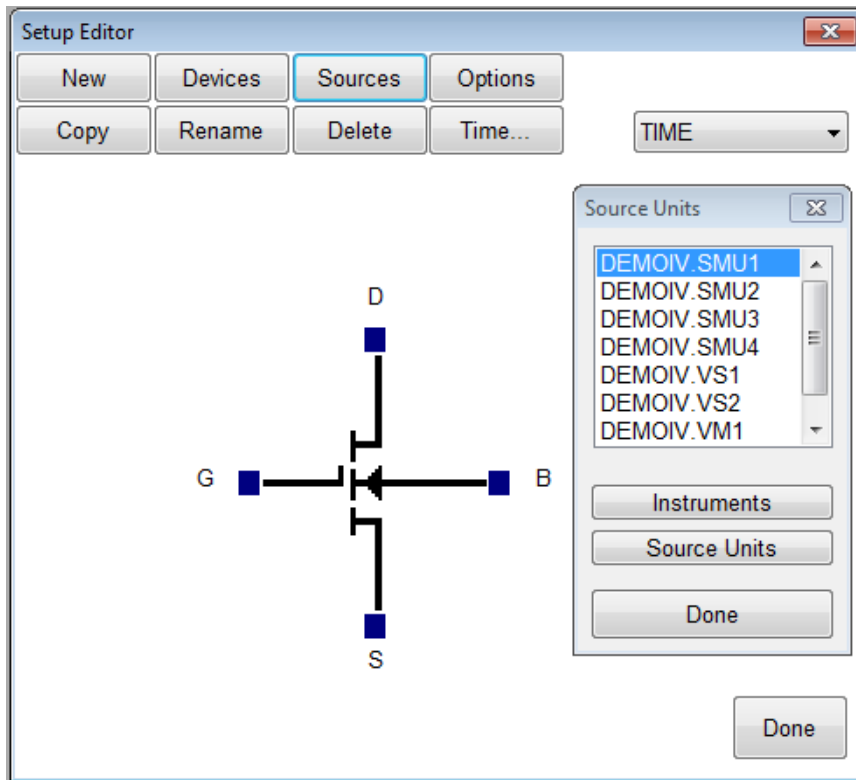 Setup Editor
New Devices Sources Options
Copy Rename Delete Time... TIME
Source Units
DEMOIV.SMU1
DEMOIV.SMU2
DEMOIV.SMU3
DEMOIV.SMU4
DEMOIV.VS1
DEMOIV.VS2
DEMOIV.VM1
D
G B
S
Instruments
Source Units
Done
Done